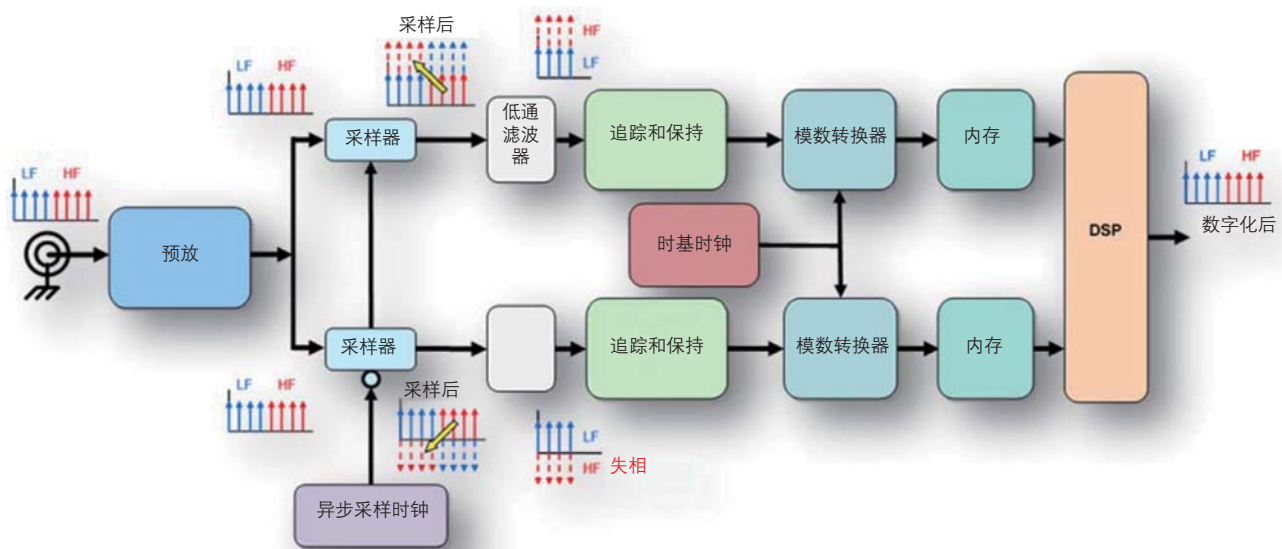 采样后
LF HF
HF
LF
采样器
低通
滤波
器
追踪和保持
模数转换器
内存
LF HF
预放
时基时钟
DSP
LF HF
数字化后
采样器
追踪和保持
模数转换器
内存
LF HF
采样后
LF
HF 失相
异步采样时钟